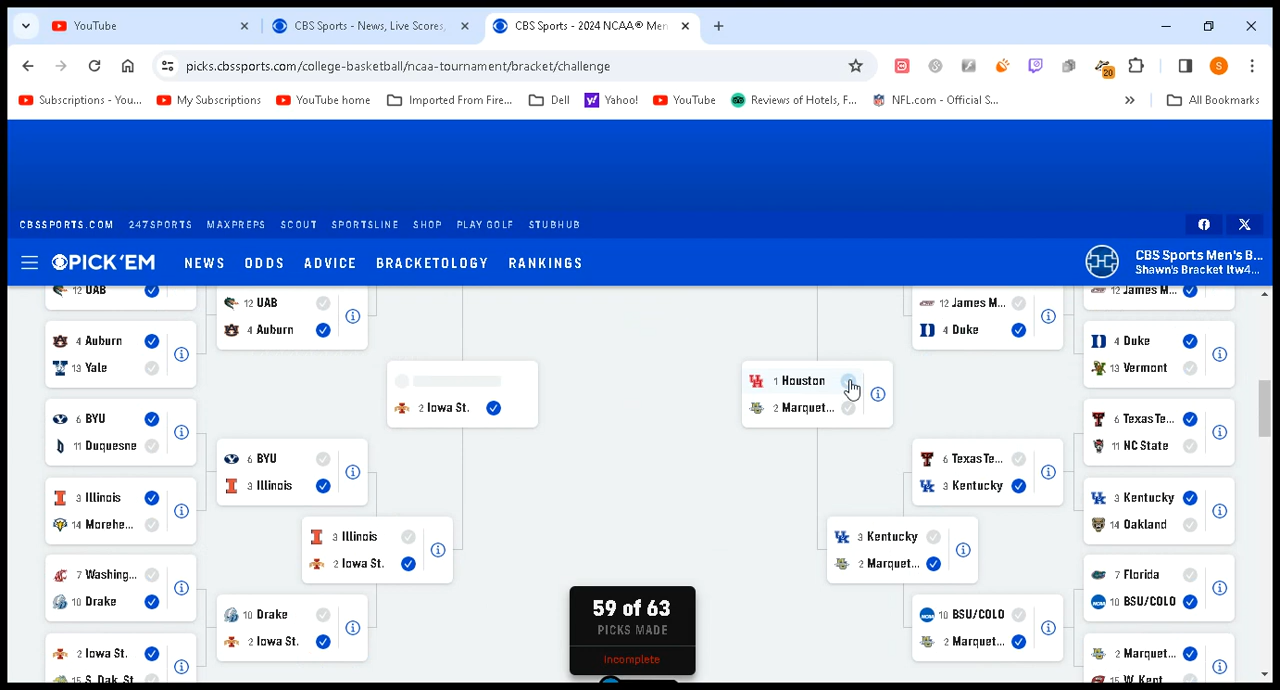 YouTube
CBS Sports - News, Live Scores,
CBS Sports - 2024 NCAA® Men
picks.cbssports.com/college-basketball/ncaa-tournament/bracket/challenge
20
S
Subscriptions - You...
My Subscriptions
YouTube home
Imported From Fire...
Dell
Yahoo!
YouTube
Reviews of Hotels, F...
NFL.com - Official S...
All Bookmarks
CBSSPORTS.COM 247SPORTS MAXPREPS SCOUT SPORTSLINE SHOP PLAY GOLF STUBHUB
PICK'EM
NEWS ODDS ADVICE BRACKETOLOGY RANKINGS
CBS Sports Men's B...
Shawn's Bracket ltw4...
12 UAB
4 Auburn
13 Yale
6 BYU
11 Duquesne
3 Illinois
14 Morehe...
7 Washing...
10 Drake
2 Iowa St.
15 S. Dak. St
12 UAB
4 Auburn
6 BYU
3 Illinois
10 Drake
2 Iowa St.
3 Illinois
2 Iowa St.
2 Iowa St.
1 Houston
2 Marquet...
3 Kentucky
2 Marquet...
12 James M...
4 Duke
6 Texas Te...
3 Kentucky
10 BSU/COLO
2 Marquet...
12 James M...
4 Duke
13 Vermont
6 Texas Te...
11 NC State
3 Kentucky
14 Oakland
7 Florida
10 BSU/COLO
2 Marquet...
15 W. Kent
59 of 63
PICKS MADE
Incomplete